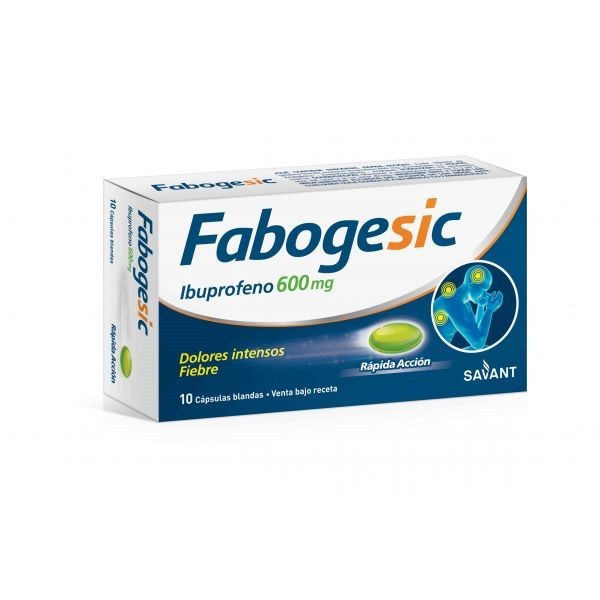 Fabogesic
Ibuprofeno 600 mg
Dolores intensos
Fiebre
10 Cápsulas blandas • Venta bajo receta
Rápida Acción
SAVANT
Fabogesic
Ibuprofeno 600 mg
10 Cápsulas blandas
Rápida Acción